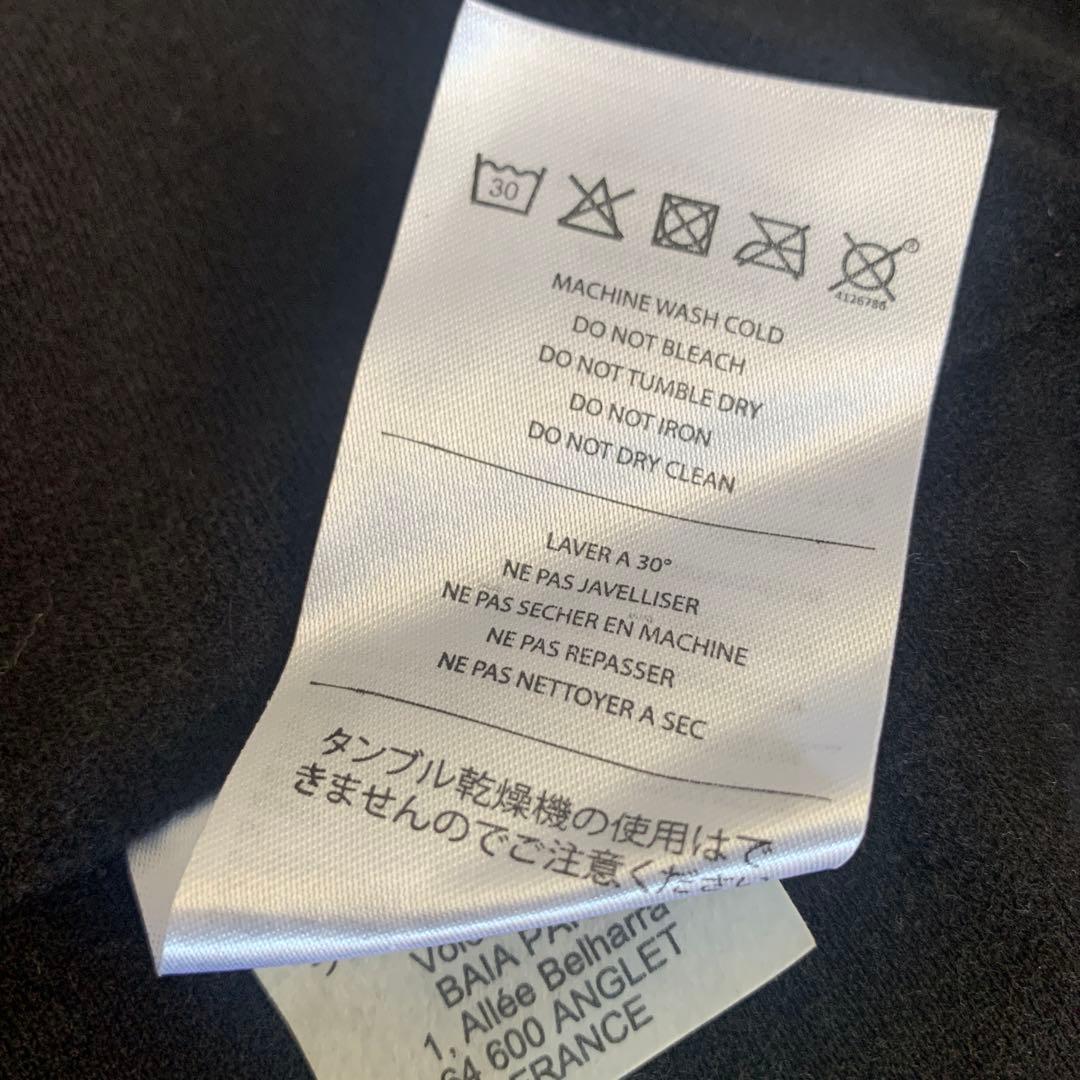 30
®
4126786
MACHINE WASH COLD
DO NOT BLEACH
DO NOT TUMBLE DRY
DO NOT IRON
DO NOT DRY CLEAN
LAVER A 30°
NE PAS JAVELLISER
NE PAS SECHER EN MACHINE
NE PAS REPASSER
NE PAS NETTOYER A SEC
タンブル乾燥機の使用はで
きませんのでご注意くださ
BAIA
1, Allée Belharra
64 600 ANGLET
FRANCE